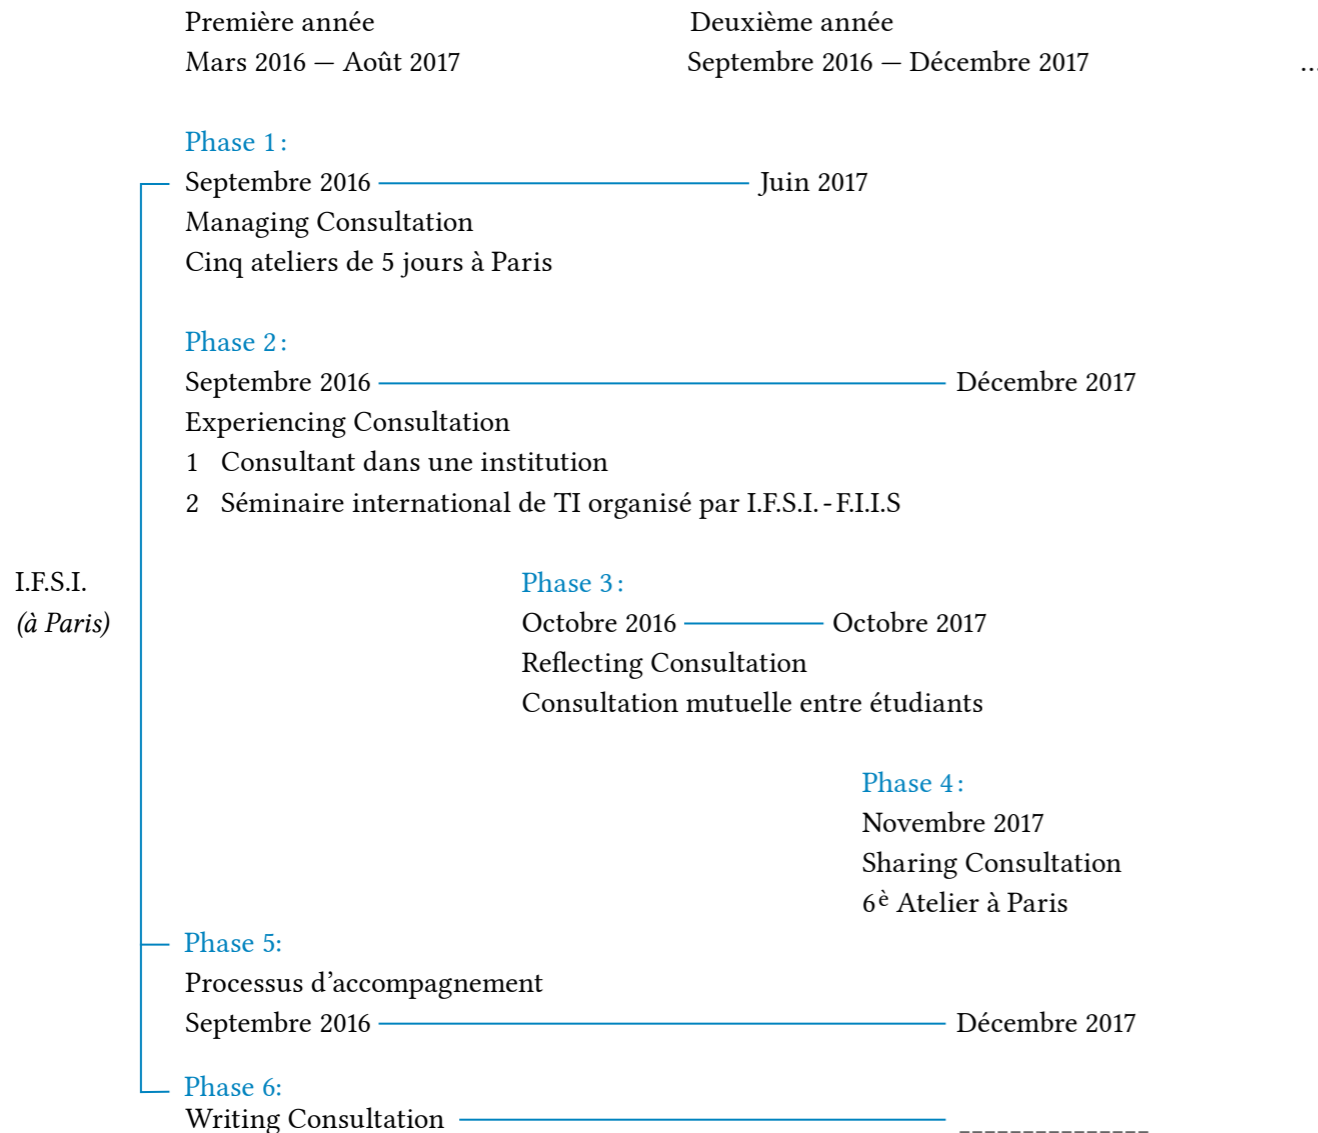 Première année Deuxième année
Mars 2016 — Août 2017 Septembre 2016 — Décembre 2017 ...
Phase 1 :
Septembre 2016 Juin 2017
Managing Consultation
Cinq ateliers de 5 jours à Paris
Phase 2 :
Septembre 2016 Décembre 2017
Experiencing Consultation
1 Consultant dans une institution
2 Séminaire international de TI organisé par I.F.S.I. - F.I.I.S
I.F.S.I.
(à Paris)
Phase 3 :
Octobre 2016 Octobre 2017
Reflecting Consultation
Consultation mutuelle entre étudiants
Phase 4 :
Novembre 2017
Sharing Consultation
6è Atelier à Paris
Phase 5:
Processus d’accompagnement
Septembre 2016 Décembre 2017
Phase 6:
Writing Consultation _______________